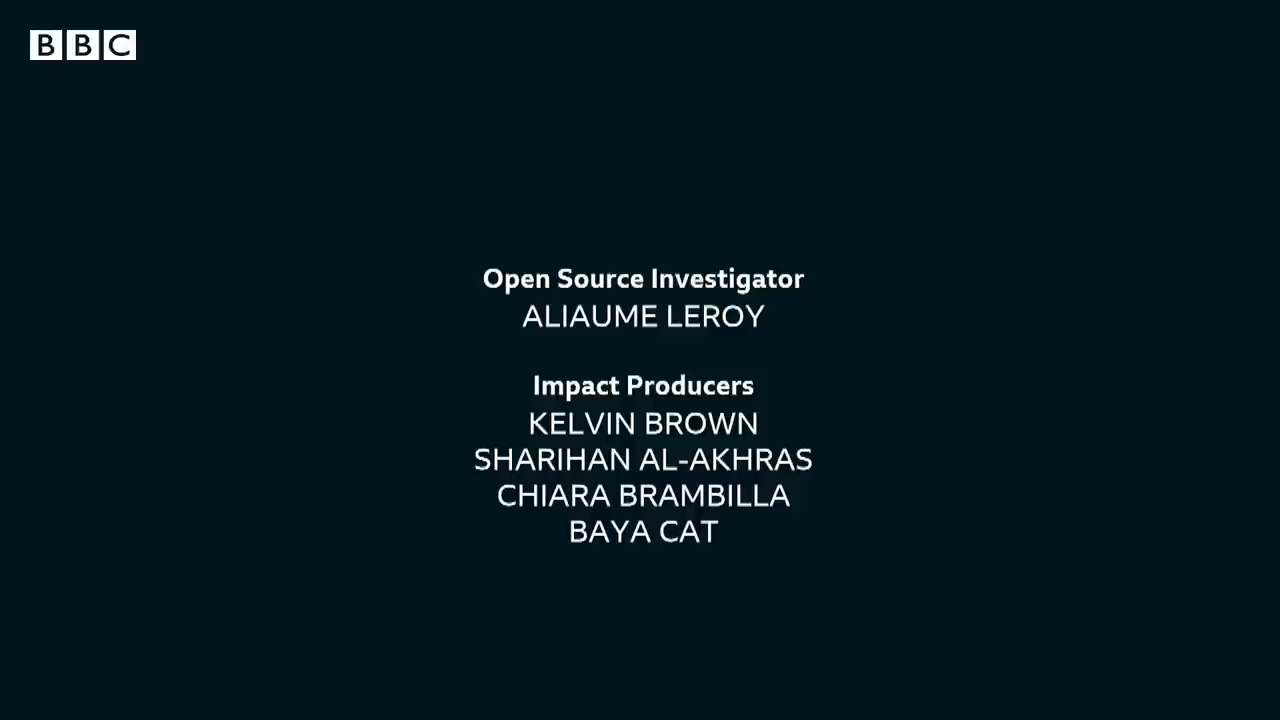 BBC
Open Source Investigator
ALIAUME LEROY
Impact Producers
KELVIN BROWN
SHARIHAN AL-AKHRAS
CHIARA BRAMBILLA
BAYA CAT